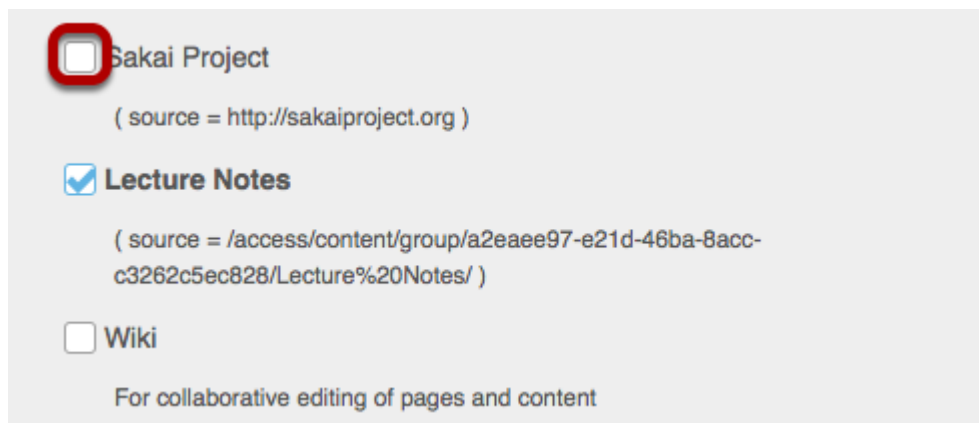 Sakai Project
( source = http://sakaiproject.org )
Lecture Notes
( source = /access/content/group/a2eaee97-e21d-46ba-8acc-
c3262c5ec828/Lecture%20Notes/ )
Wiki
For collaborative editing of pages and content